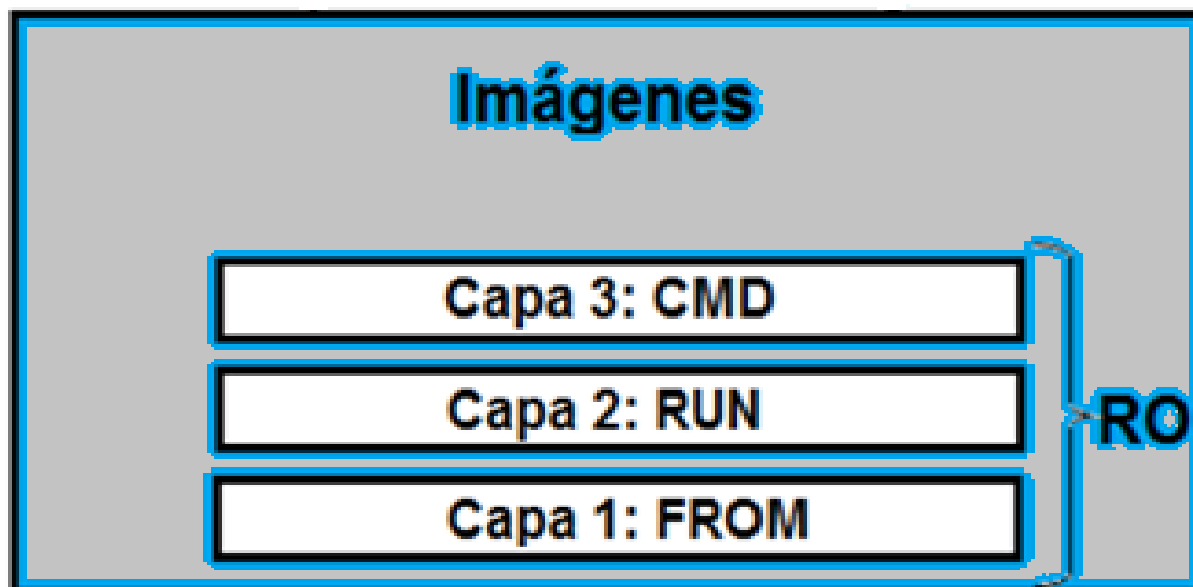 Imágenes
Capa 3: CMD
Capa 2: RUN
RO
Capa 1: FROM